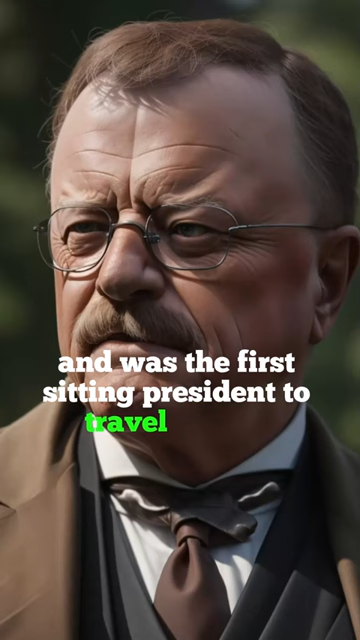 and was the first
sitting president to
travel